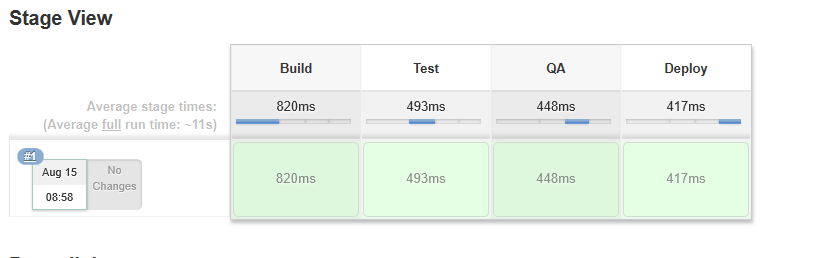 Stage View
Build Test QA Deploy
Average stage times: 820ms 493ms 448ms 417ms
(Average full run time: ~11s)
#1
Aug 15 No
Changes
08:58
820ms 493ms 448ms 417ms